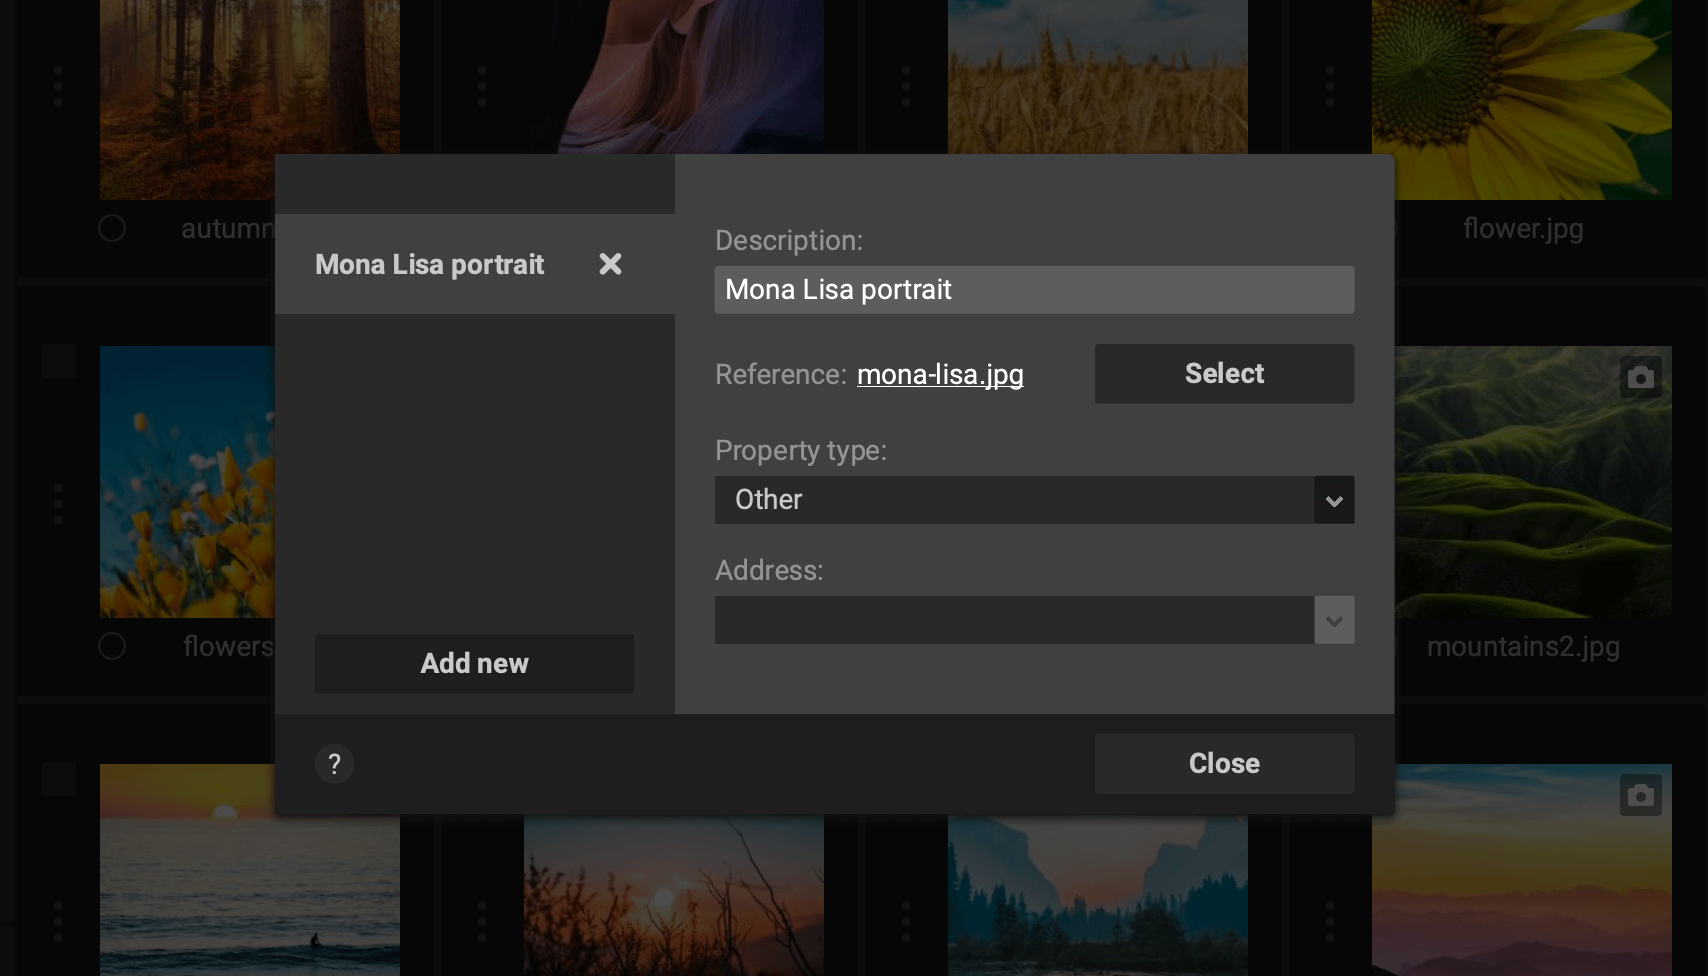 autumn
flower.jpg
Mona Lisa portrait
Description:
Mona Lisa portrait
Reference: mona-lisa.jpg
Select
Property type:
Other
Address:
Add new
flowers
mountains2.jpg
?
Close